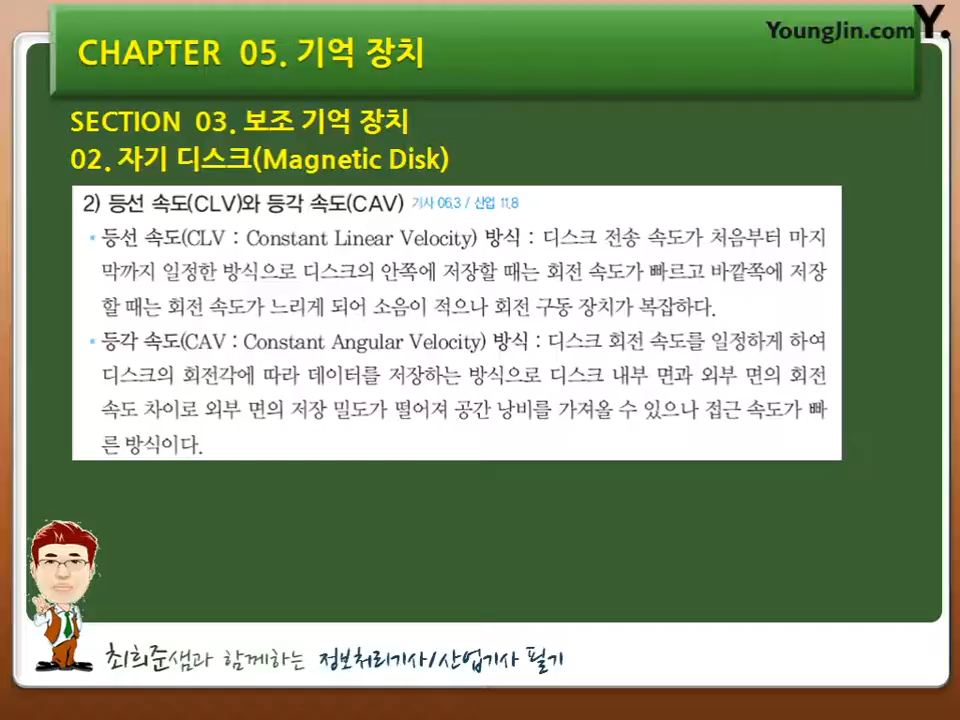 YoungJin.com Y.
CHAPTER 05. 기억 장치
SECTION 03. 보조 기억 장치
02. 자기 디스크(Magnetic Disk)
2) 등선 속도(CLV)와 등각 속도(CAV) 기사 06.3 / 산업 11.8
• 등선 속도(CLV : Constant Linear Velocity) 방식 : 디스크 전송 속도가 처음부터 마지
막까지 일정한 방식으로 디스크의 안쪽에 저장할 때는 회전 속도가 빠르고 바깥쪽에 저장
할 때는 회전 속도가 느리게 되어 소음이 적으나 회전 구동 장치가 복잡하다.
• 등각 속도(CAV : Constant Angular Velocity) 방식 : 디스크 회전 속도를 일정하게 하여
디스크의 회전각에 따라 데이터를 저장하는 방식으로 디스크 내부 면과 외부 면의 회전
속도 차이로 외부 면의 저장 밀도가 떨어져 공간 낭비를 가져올 수 있으나 접근 속도가 빠
른 방식이다.
최희준샘과 함께하는 정보처리기사/산업기사 필기